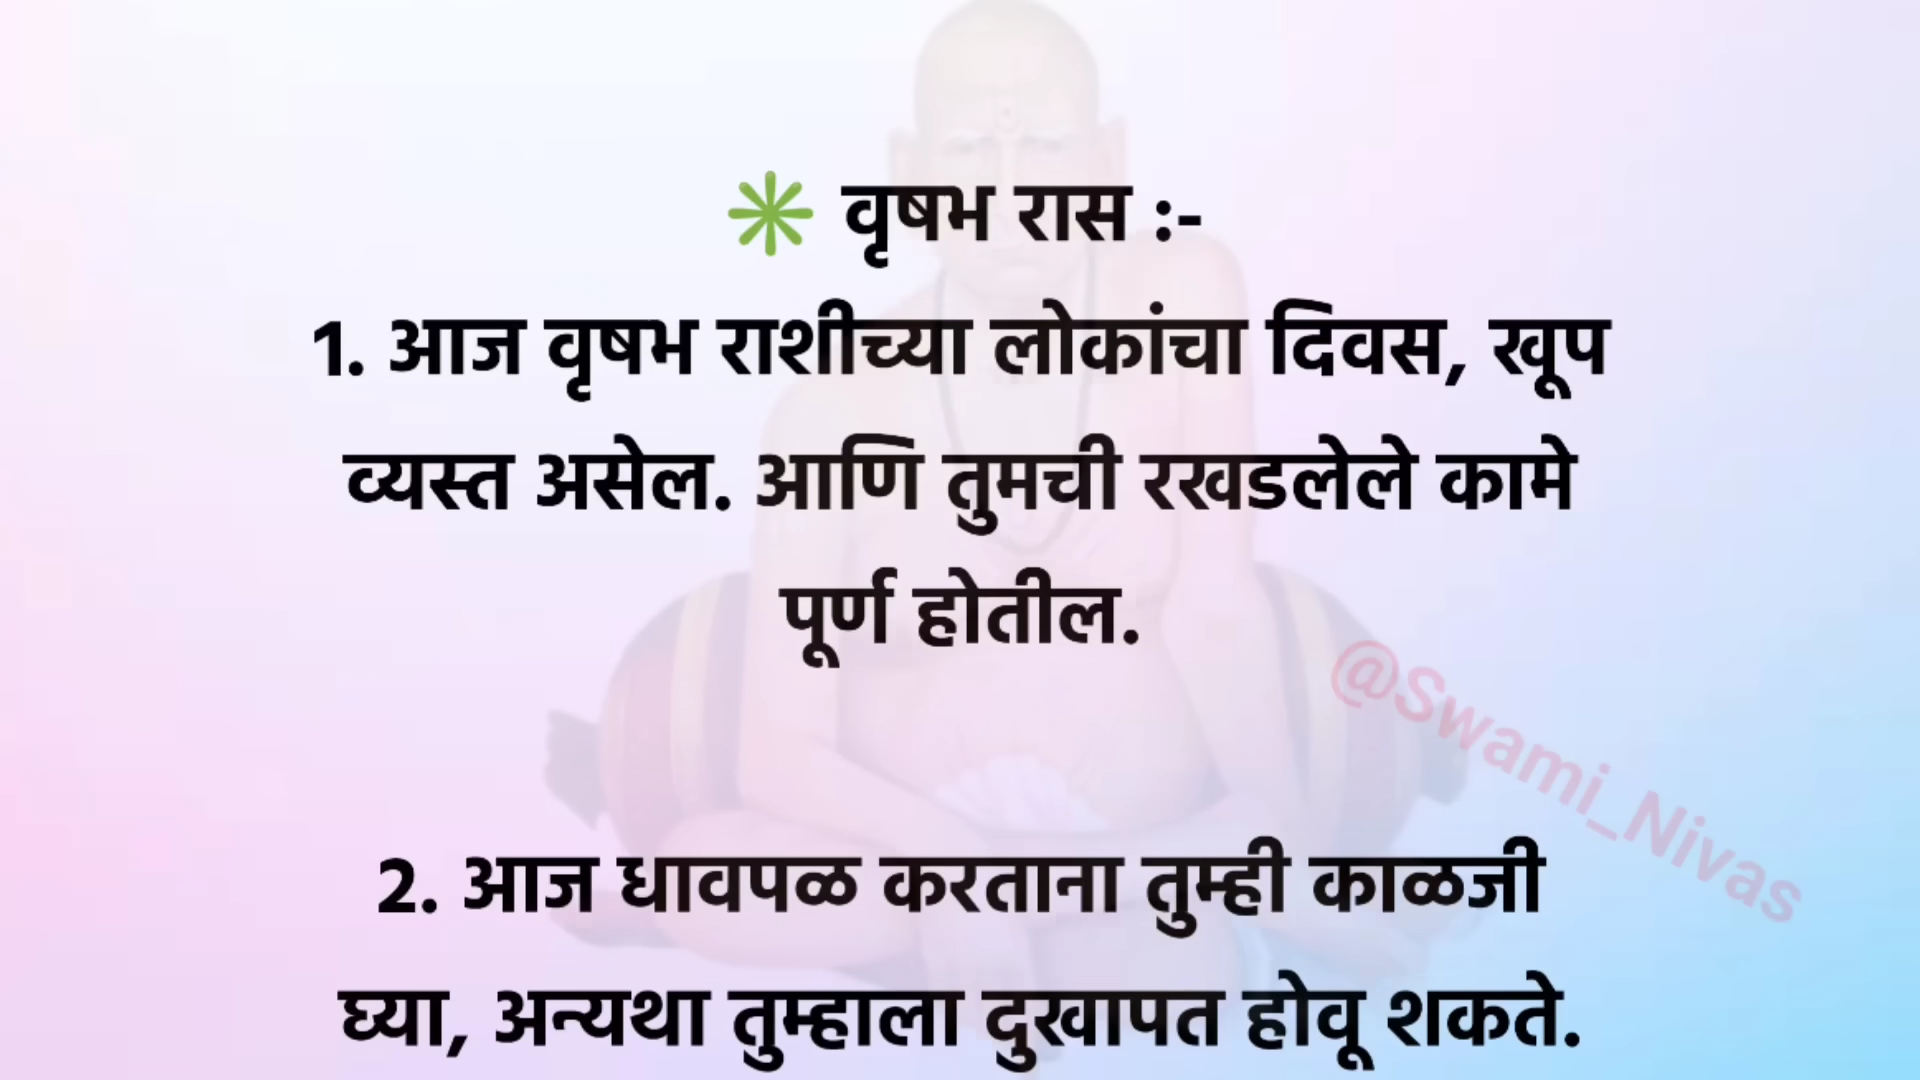 ✳️ वृषभ रास :-
1. आज वृषभ राशीच्या लोकांचा दिवस, खूप
व्यस्त असेल. आणि तुमची रखडलेले कामे
पूर्ण होतील.
@Swami_Nivas
2. आज धावपळ करताना तुम्ही काळजी
घ्या, अन्यथा तुम्हाला दुखापत होवू शकते.